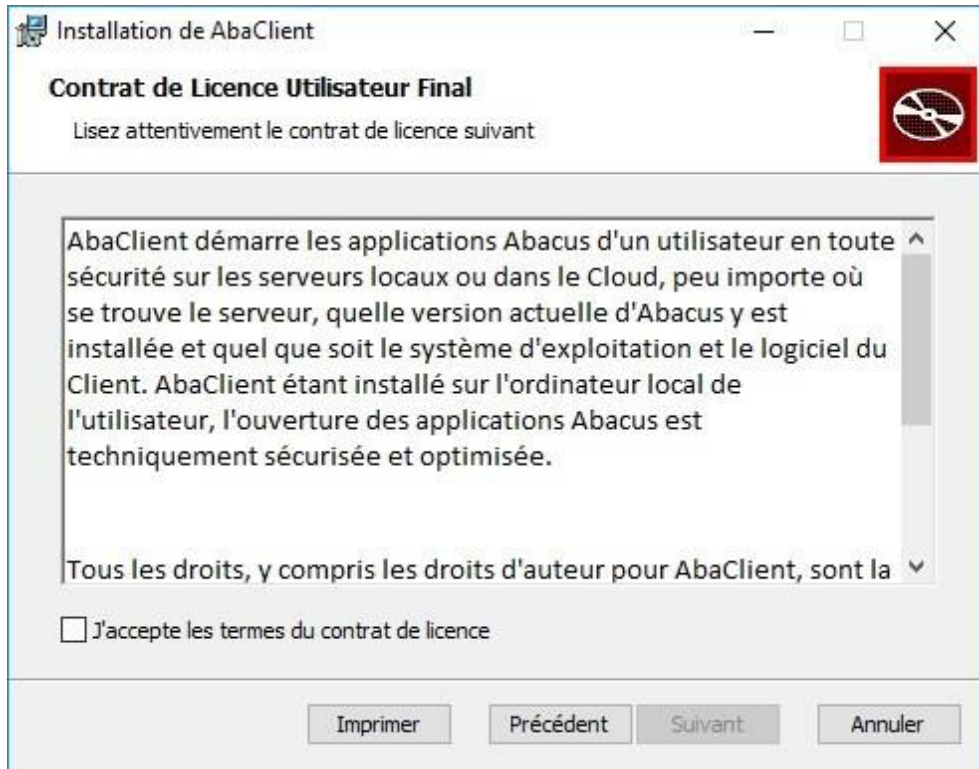 Installation de AbaClient
Contrat de Licence Utilisateur Final
Lisez attentivement le contrat de licence suivant
AbaClient démarre les applications Abacus d'un utilisateur en toute
sécurité sur les serveurs locaux ou dans le Cloud, peu importe où
se trouve le serveur, quelle version actuelle d'Abacus y est
installée et quel que soit le système d'exploitation et le logiciel du
Client. AbaClient étant installé sur l'ordinateur local de
l'utilisateur, l'ouverture des applications Abacus est
techniquement sécurisée et optimisée.
Tous les droits, y compris les droits d'auteur pour AbaClient, sont la
J'accepte les termes du contrat de licence
Imprimer Précédent Suivant Annuler